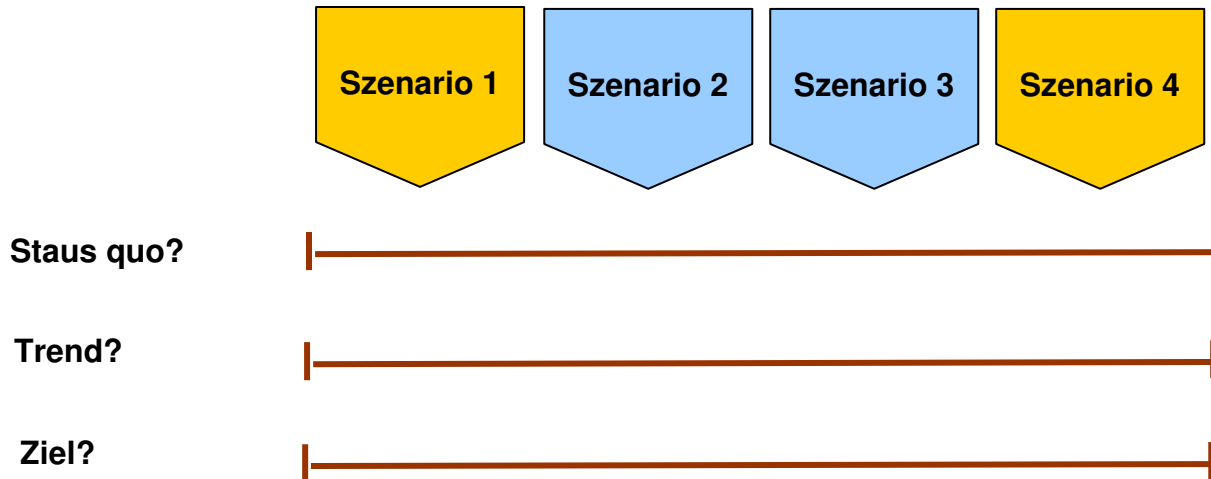 Szenario 1
Szenario 2
Szenario 3
Szenario 4
Staus quo?
Trend?
Ziel?